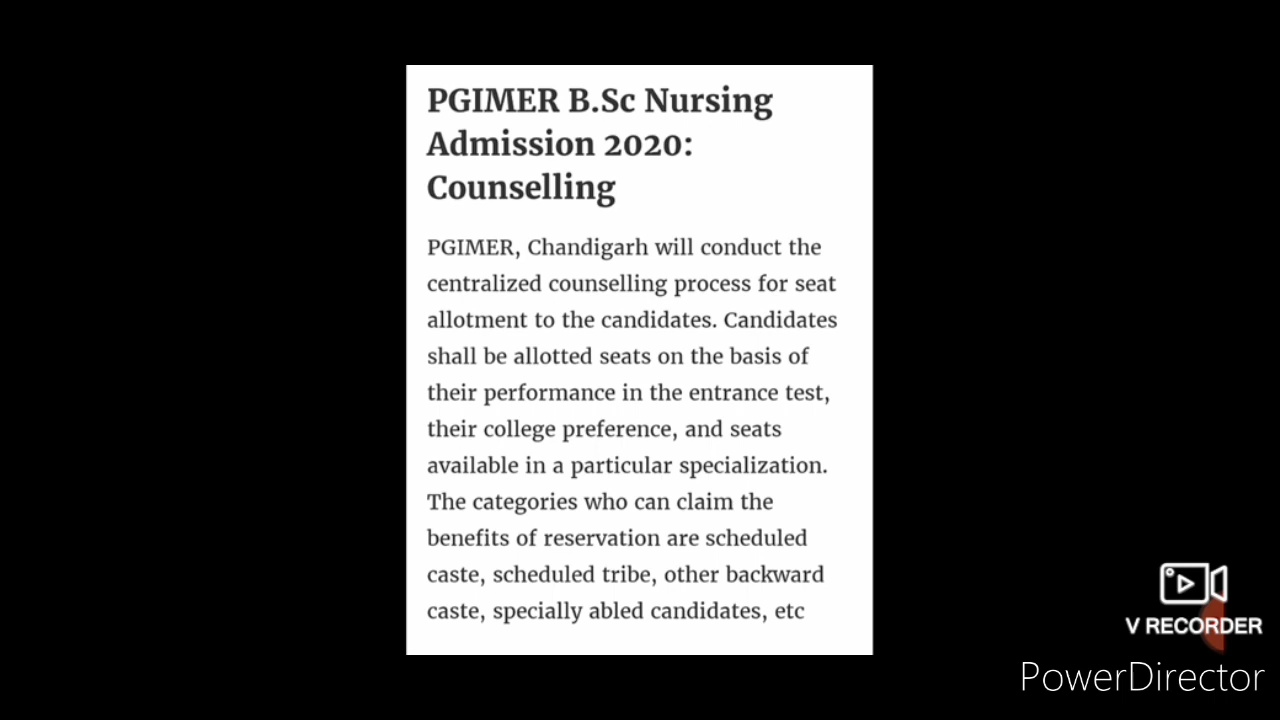 PGIMER B.Sc Nursing
Admission 2020:
Counselling
PGIMER, Chandigarh will conduct the
centralized counselling process for seat
allotment to the candidates. Candidates
shall be allotted seats on the basis of
their performance in the entrance test,
their college preference, and seats
available in a particular specialization.
The categories who can claim the
benefits of reservation are scheduled
caste, scheduled tribe, other backward
caste, specially abled candidates, etc
V RECORDER
PowerDirector